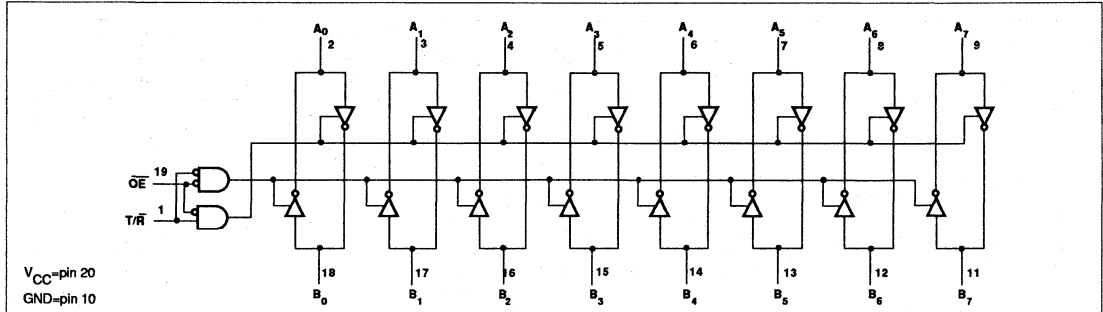 A0 A1 A2 A3 A4 A5 A6 A7
2 3 4 5 6 7 8 9
19
O̅E̅
1
T/R̅
18 17 16 15 14 13 12 11
VCC=pin 20
B0 B1 B2 B3 B4 B5 B6 B7
GND=pin 10